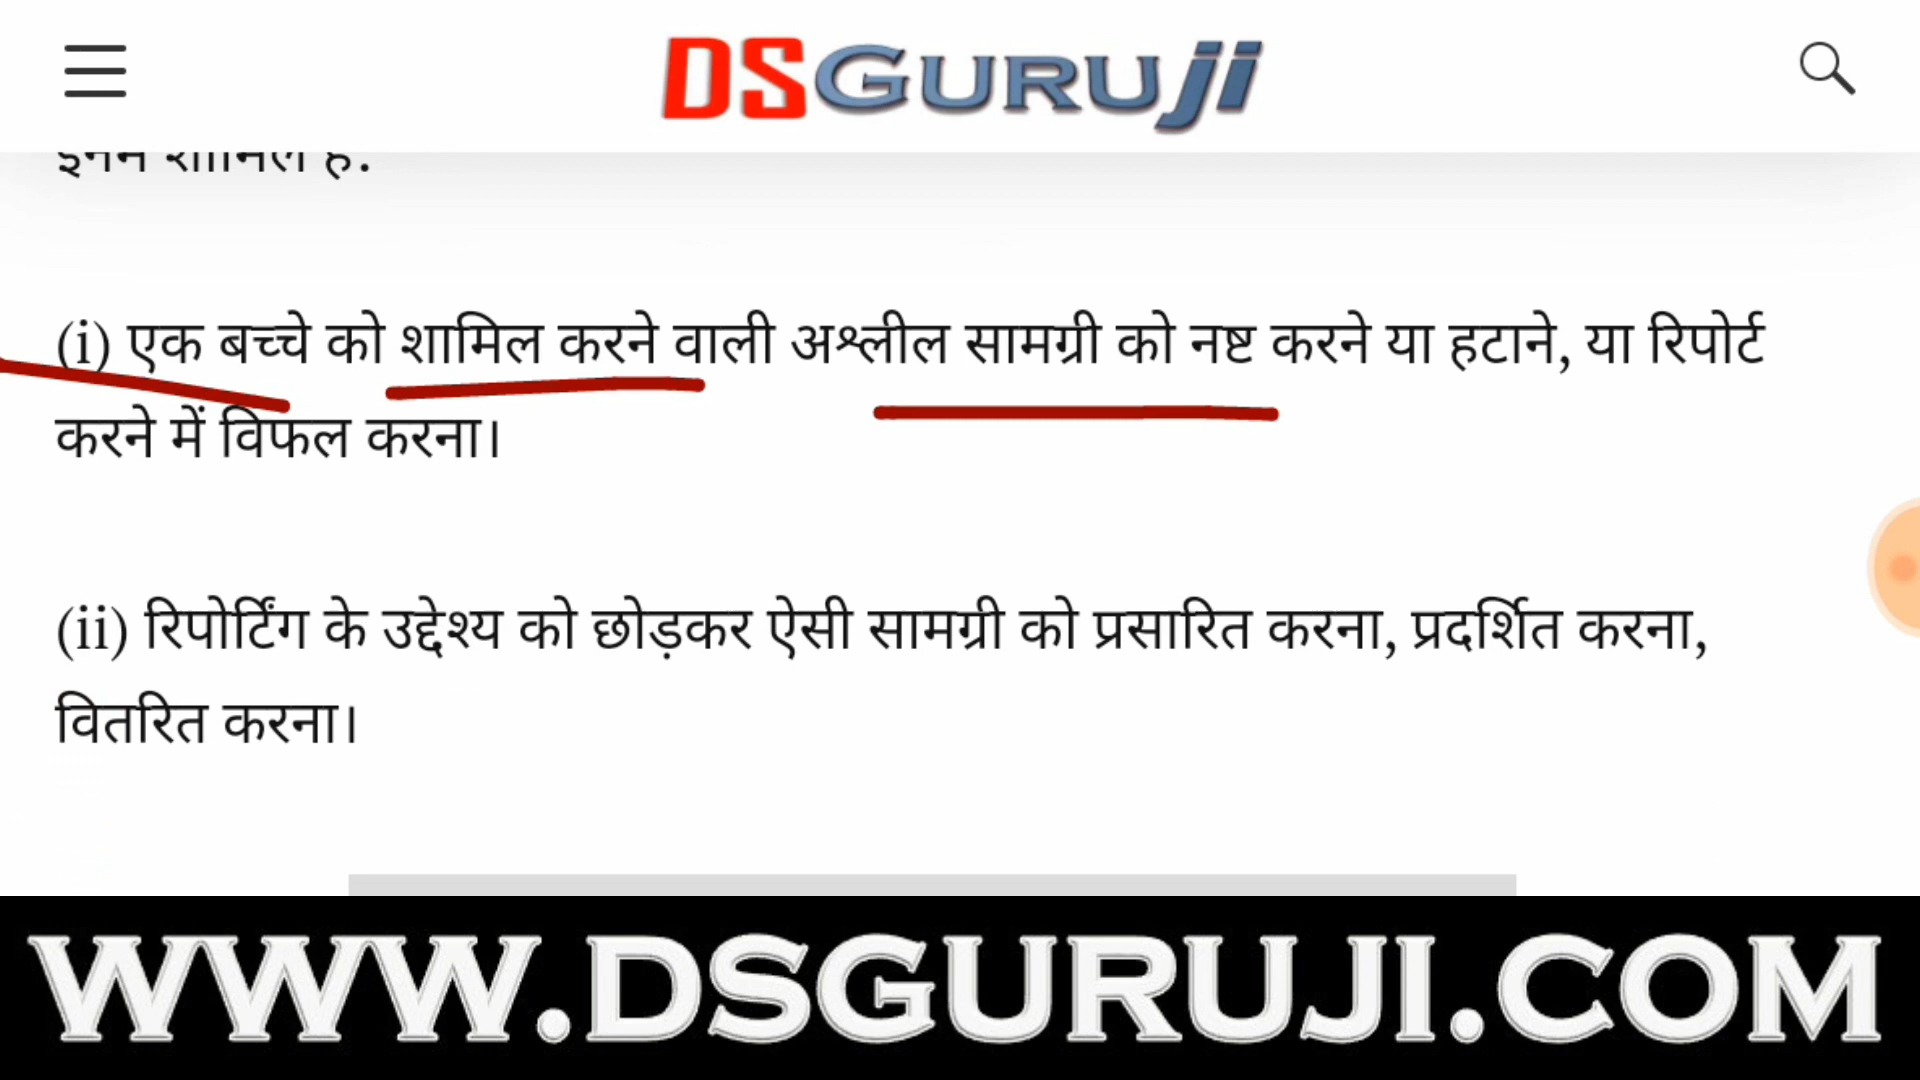 DSGuruji
इनमें शामिल हैं:
(i) एक बच्चे को शामिल करने वाली अश्लील सामग्री को नष्ट करने या हटाने, या रिपोर्ट
करने में विफल करना।
(ii) रिपोर्टिंग के उद्देश्य को छोड़कर ऐसी सामग्री को प्रसारित करना, प्रदर्शित करना,
वितरित करना।
WWW.DSGURUJI.COM